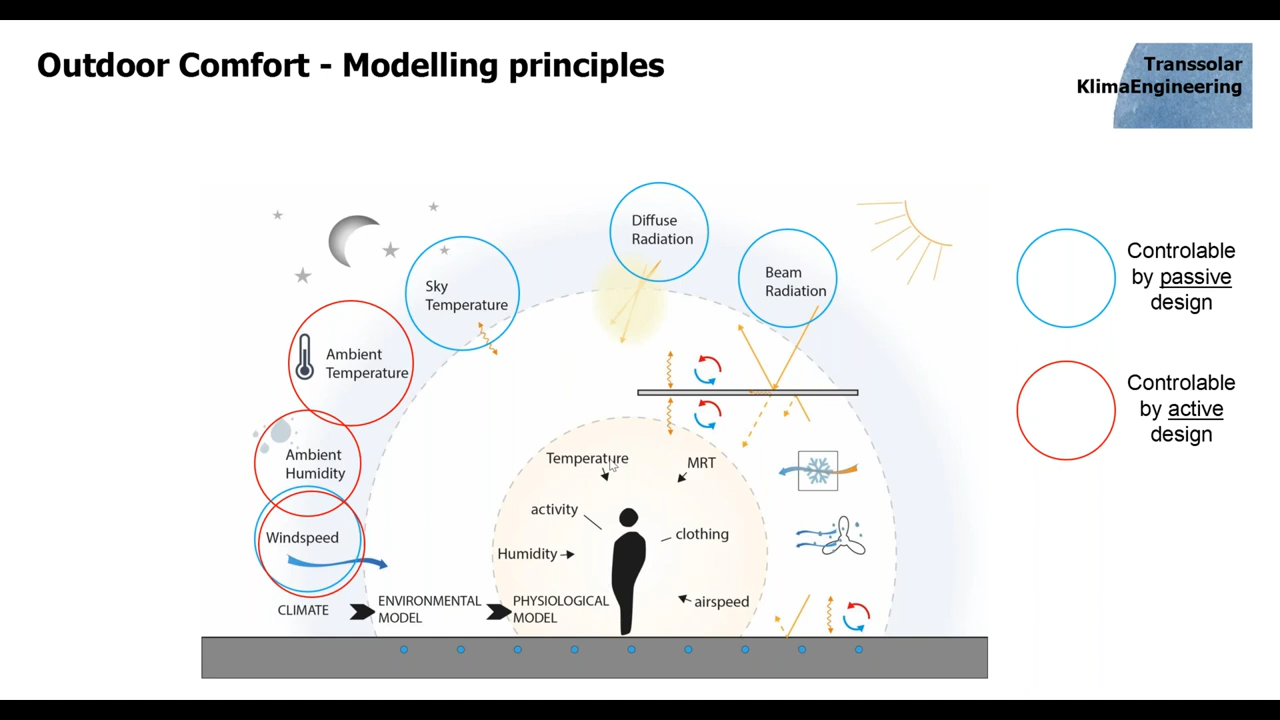 Outdoor Comfort - Modelling principles
Transsolar
KlimaEngineering
Diffuse
Radiation
Beam
Radiation
Sky
Temperature
Ambient
Temperature
Ambient
Humidity
Windspeed
Temperature
MRT
activity
clothing
Humidity
airspeed
CLIMATE
ENVIRONMENTAL
MODEL
PHYSIOLOGICAL
MODEL
Controlable
by passive
design
Controlable
by active
design